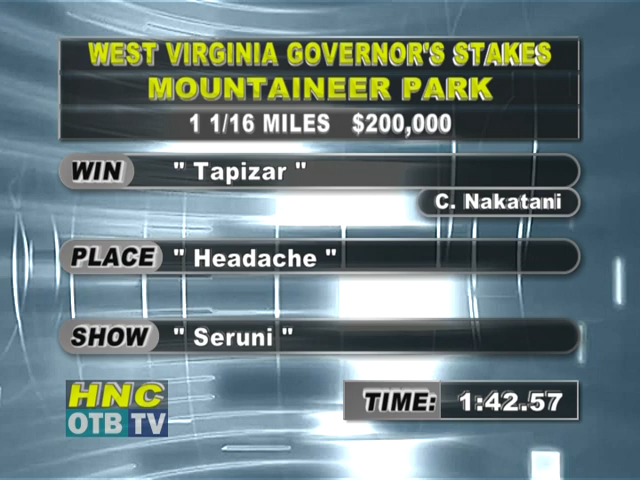 WEST VIRGINIA GOVERNOR'S STAKES
MOUNTAINEER PARK
1 1/16 MILES $200,000
WIN " Tapizar "
C. Nakatani
PLACE " Headache "
SHOW " Seruni "
HNC
OTB TV
TIME: 1:42.57